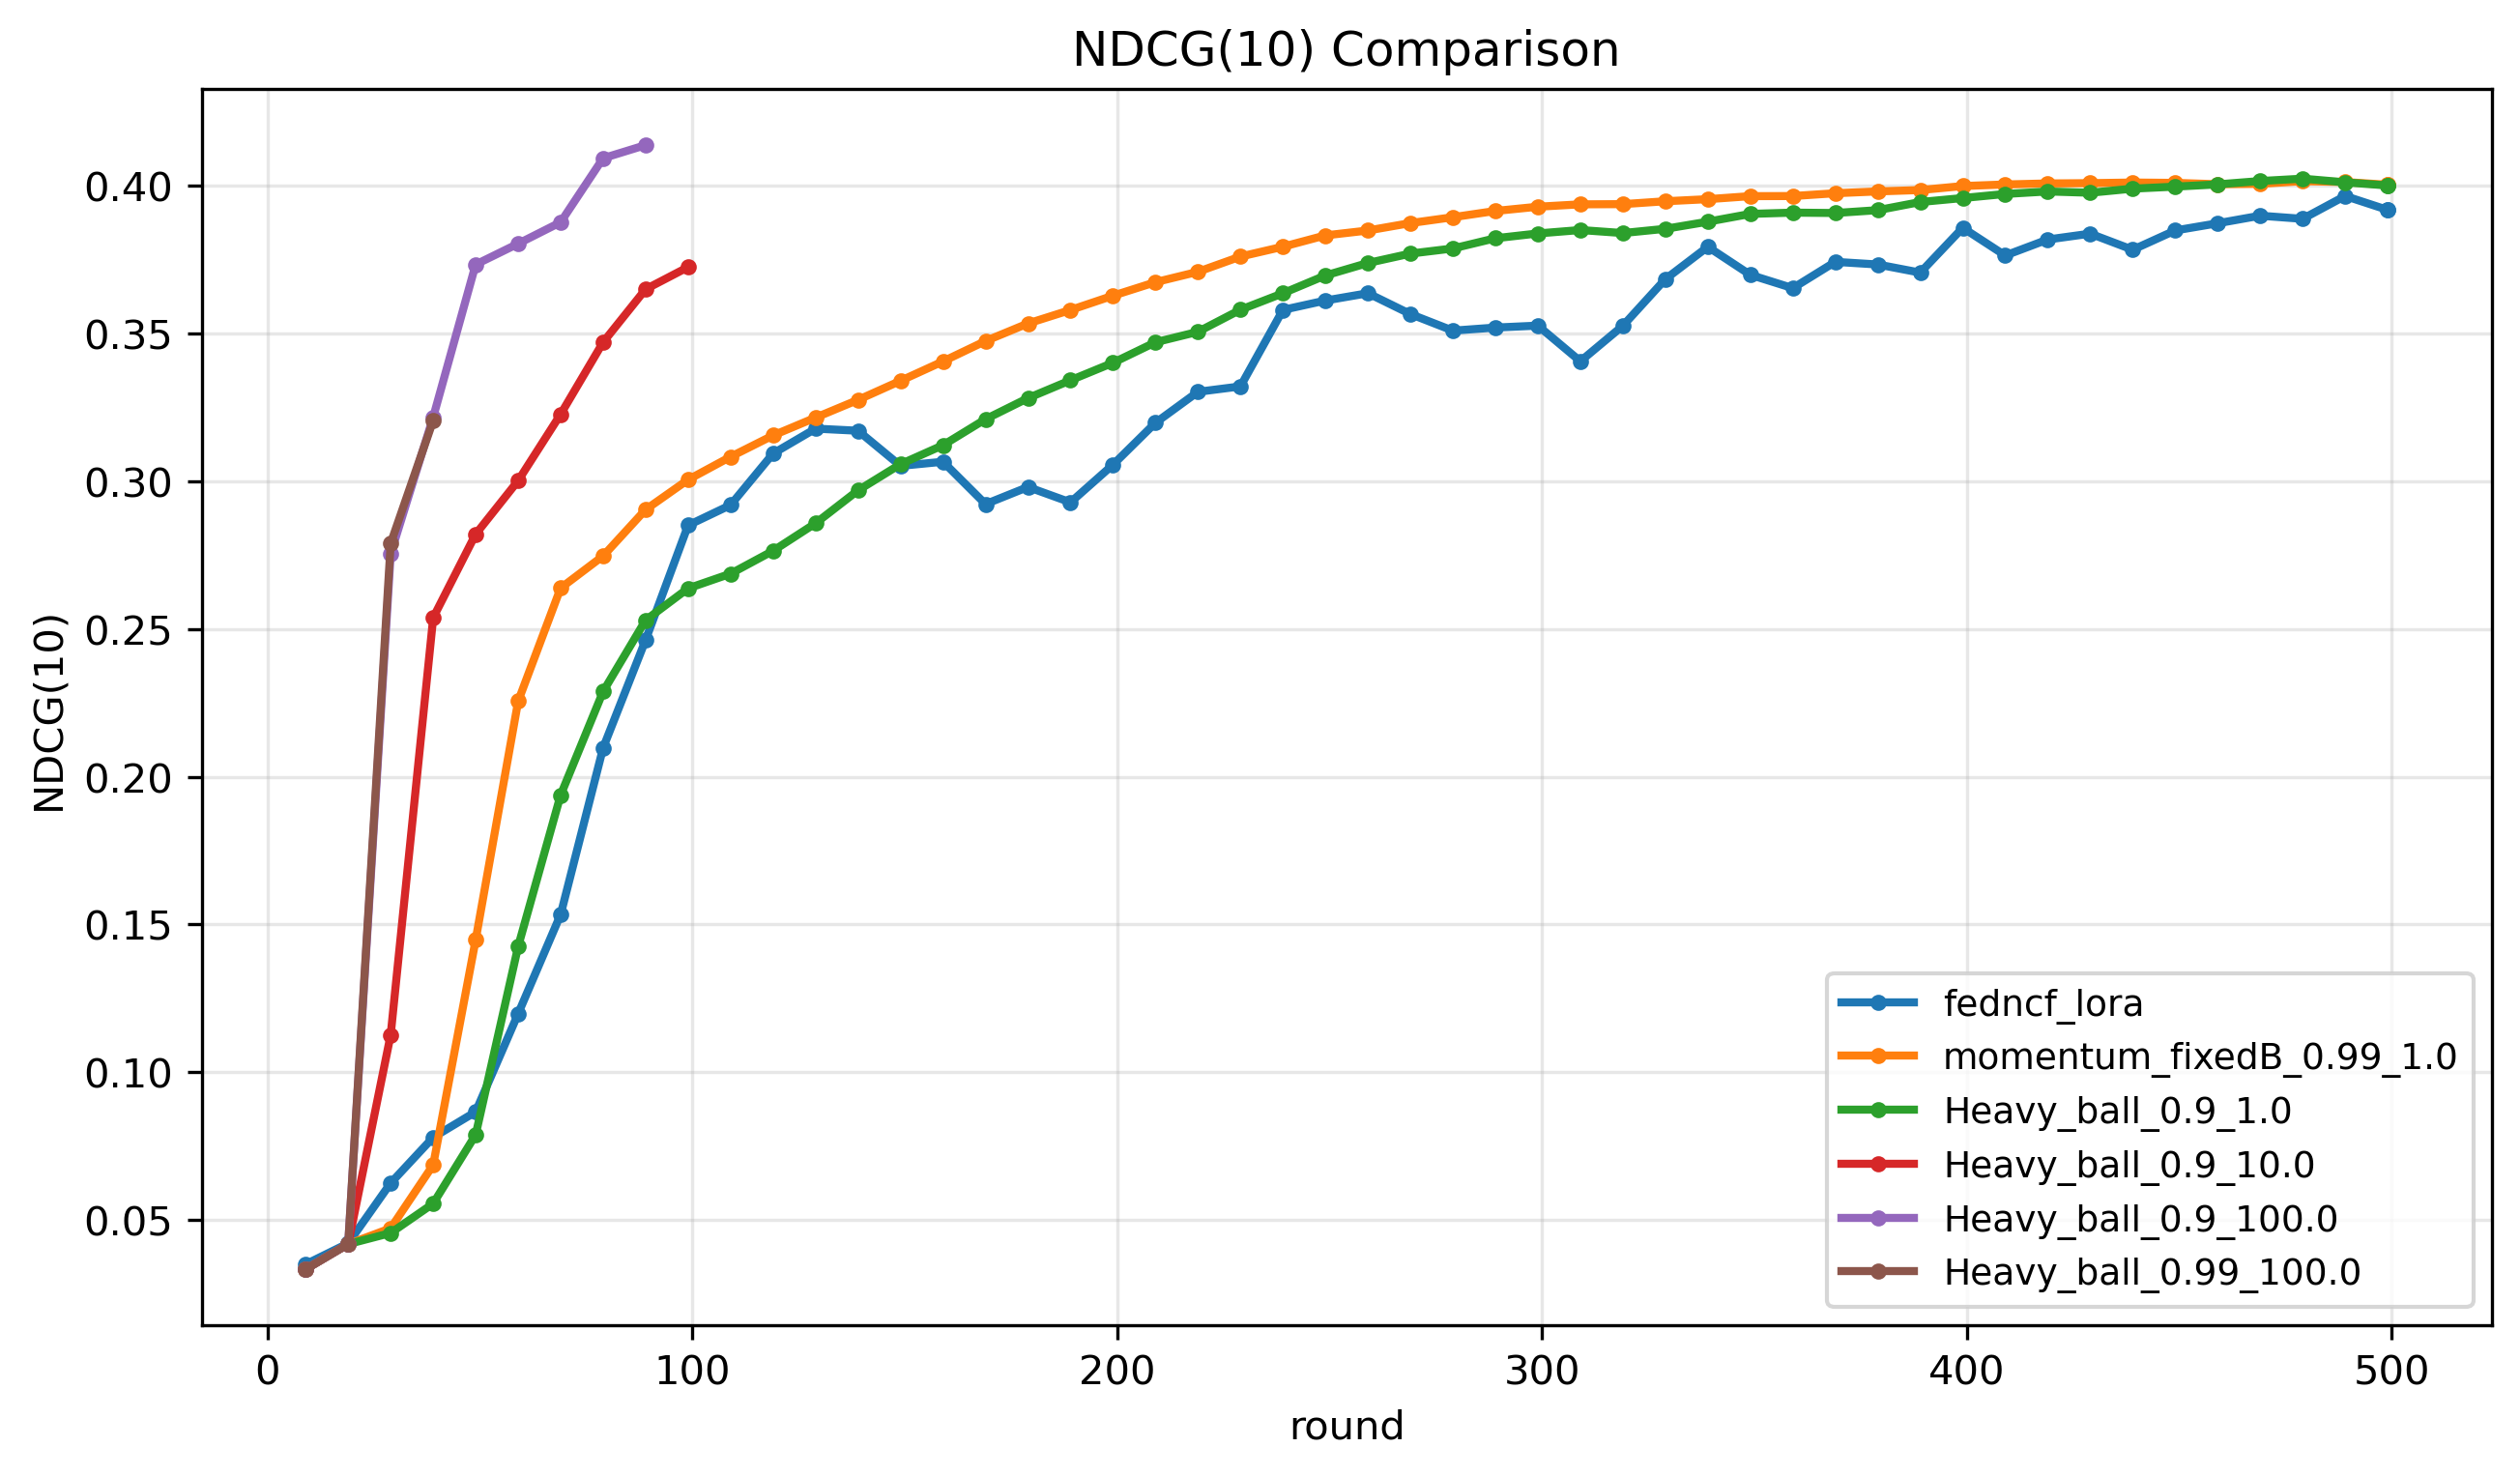 NDCG(10) Comparison
NDCG(10)
0.40
0.35
0.30
0.25
0.20
0.15
0.10
0.05
0
100
200
300
400
500
round
fedncf_lora
momentum_fixedB_0.99_1.0
Heavy_ball_0.9_1.0
Heavy_ball_0.9_10.0
Heavy_ball_0.9_100.0
Heavy_ball_0.99_100.0